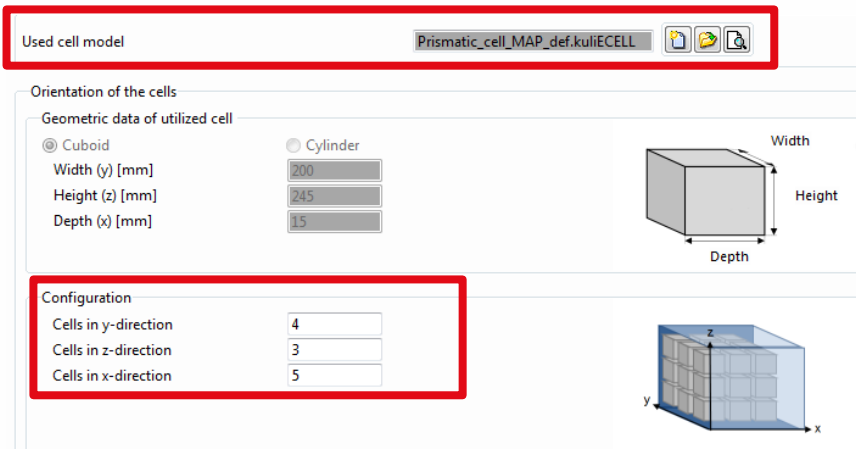 Used cell model Prismatic_cell_MAP_def.kuliECELL
Orientation of the cells
Geometric data of utilized cell
Cuboid Cylinder
Width (y) [mm] 200
Height (z) [mm] 245
Depth (x) [mm] 15
Width
Height
Depth
Configuration
Cells in y-direction 4
Cells in z-direction 3
Cells in x-direction 5
z
y
x